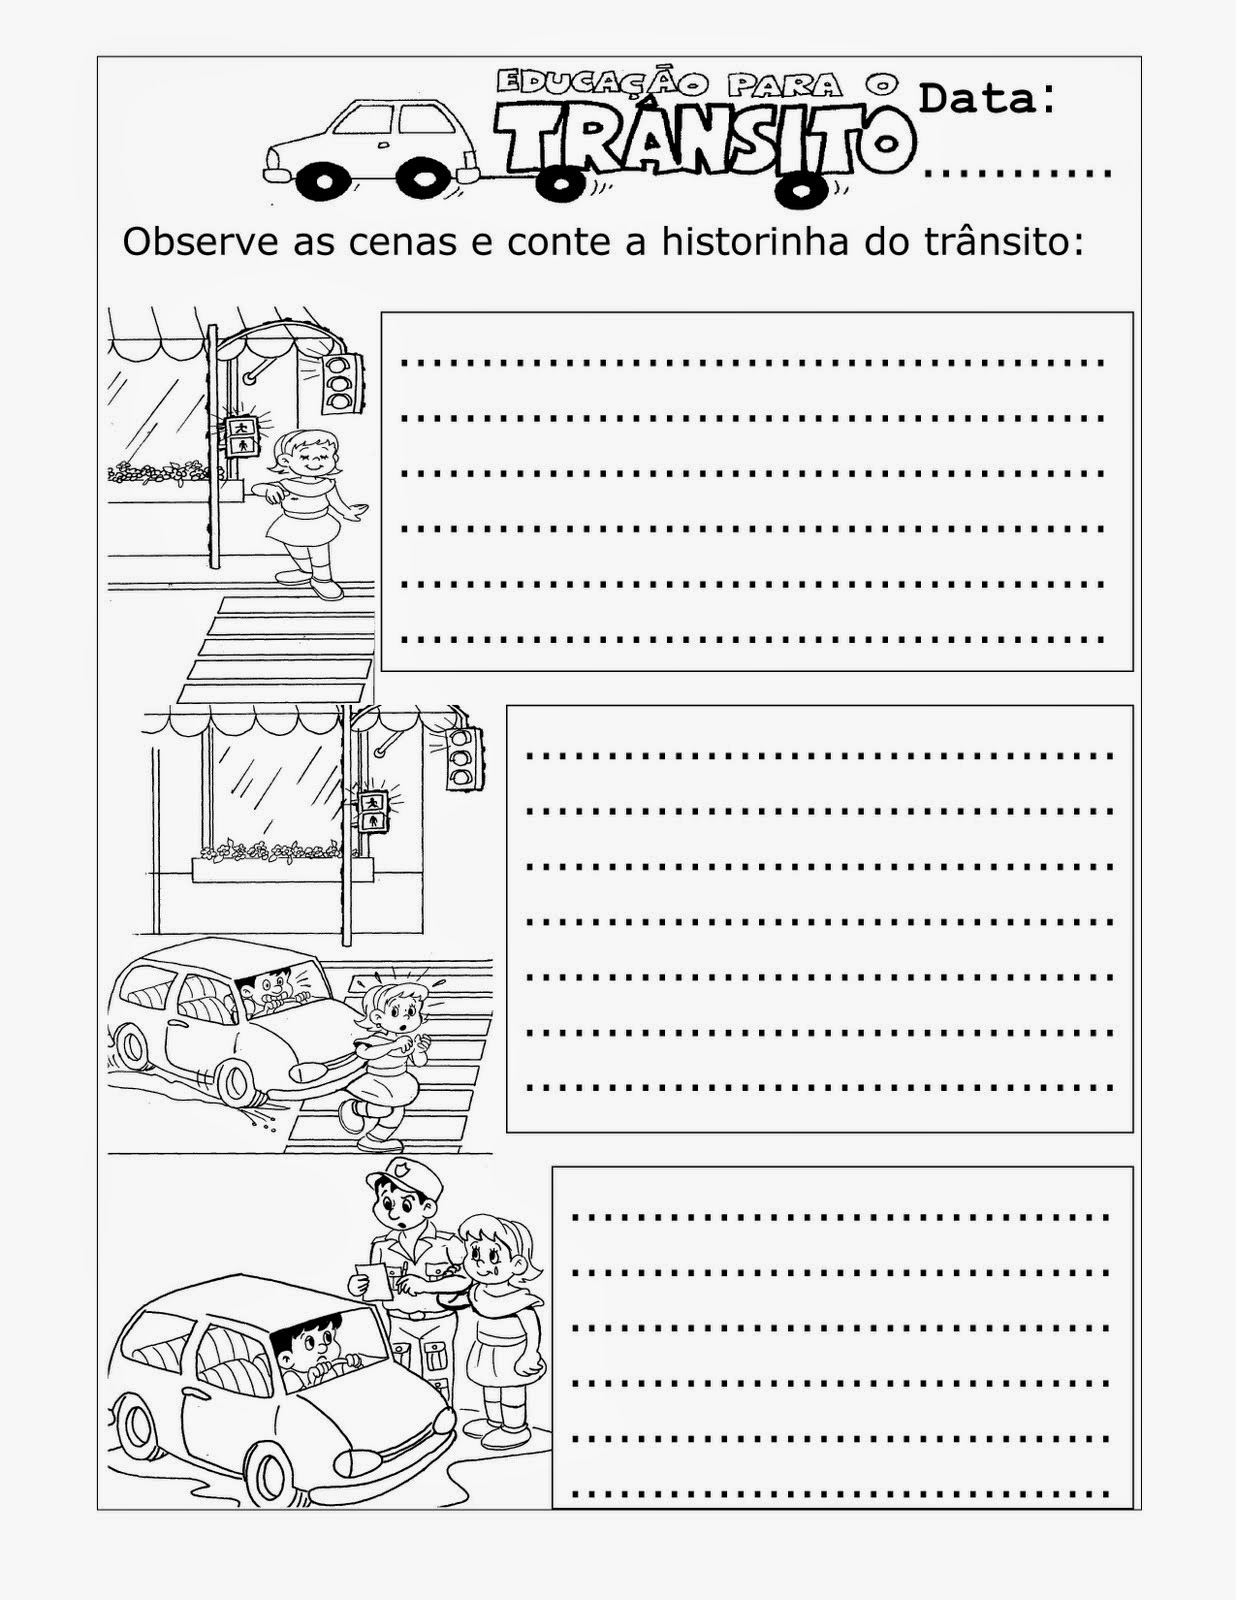 EDUCAÇÃO PARA O
TRÂNSITO
Data:
Observe as cenas e conte a historinha do trânsito: